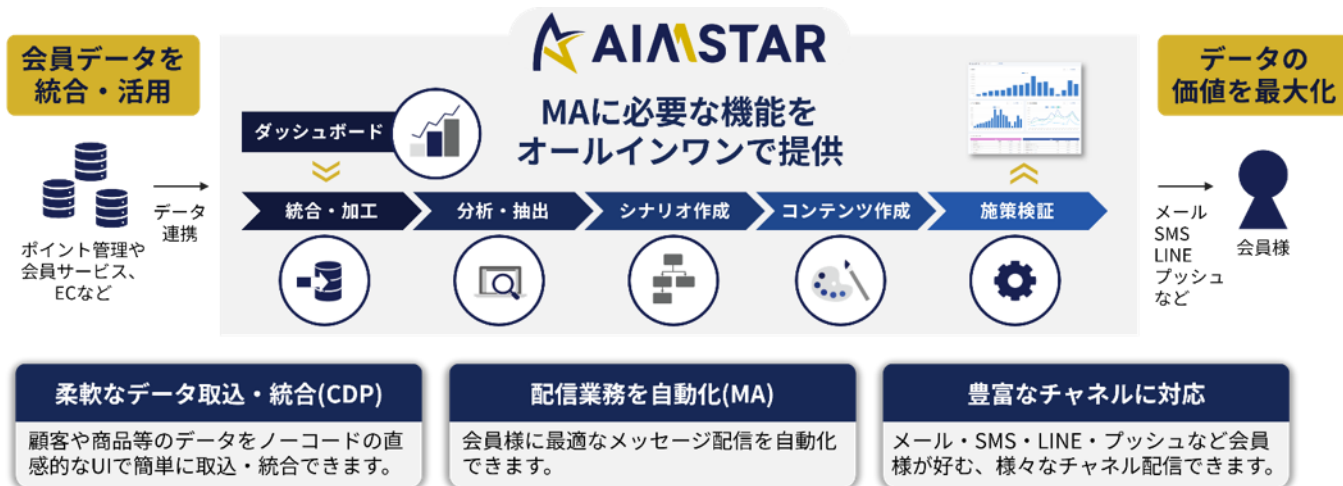 AIMSTAR
会員データを
統合・活用
データの
価値を最大化
MAに必要な機能を
オールインワンで提供
ダッシュボード
統合・加工
分析・抽出
シナリオ作成
コンテンツ作成
施策検証
データ
連携
ポイント管理や
会員サービス、
ECなど
メール
SMS
LINE
プッシュ
など
会員様
柔軟なデータ取込・統合(CDP)
顧客や商品等のデータをノーコードの直
感的なUIで簡単に取込・統合できます。
配信業務を自動化(MA)
会員様に最適なメッセージ配信を自動化
できます。
豊富なチャネルに対応
メール・SMS・LINE・プッシュなど会員
様が好む、様々なチャネル配信できます。